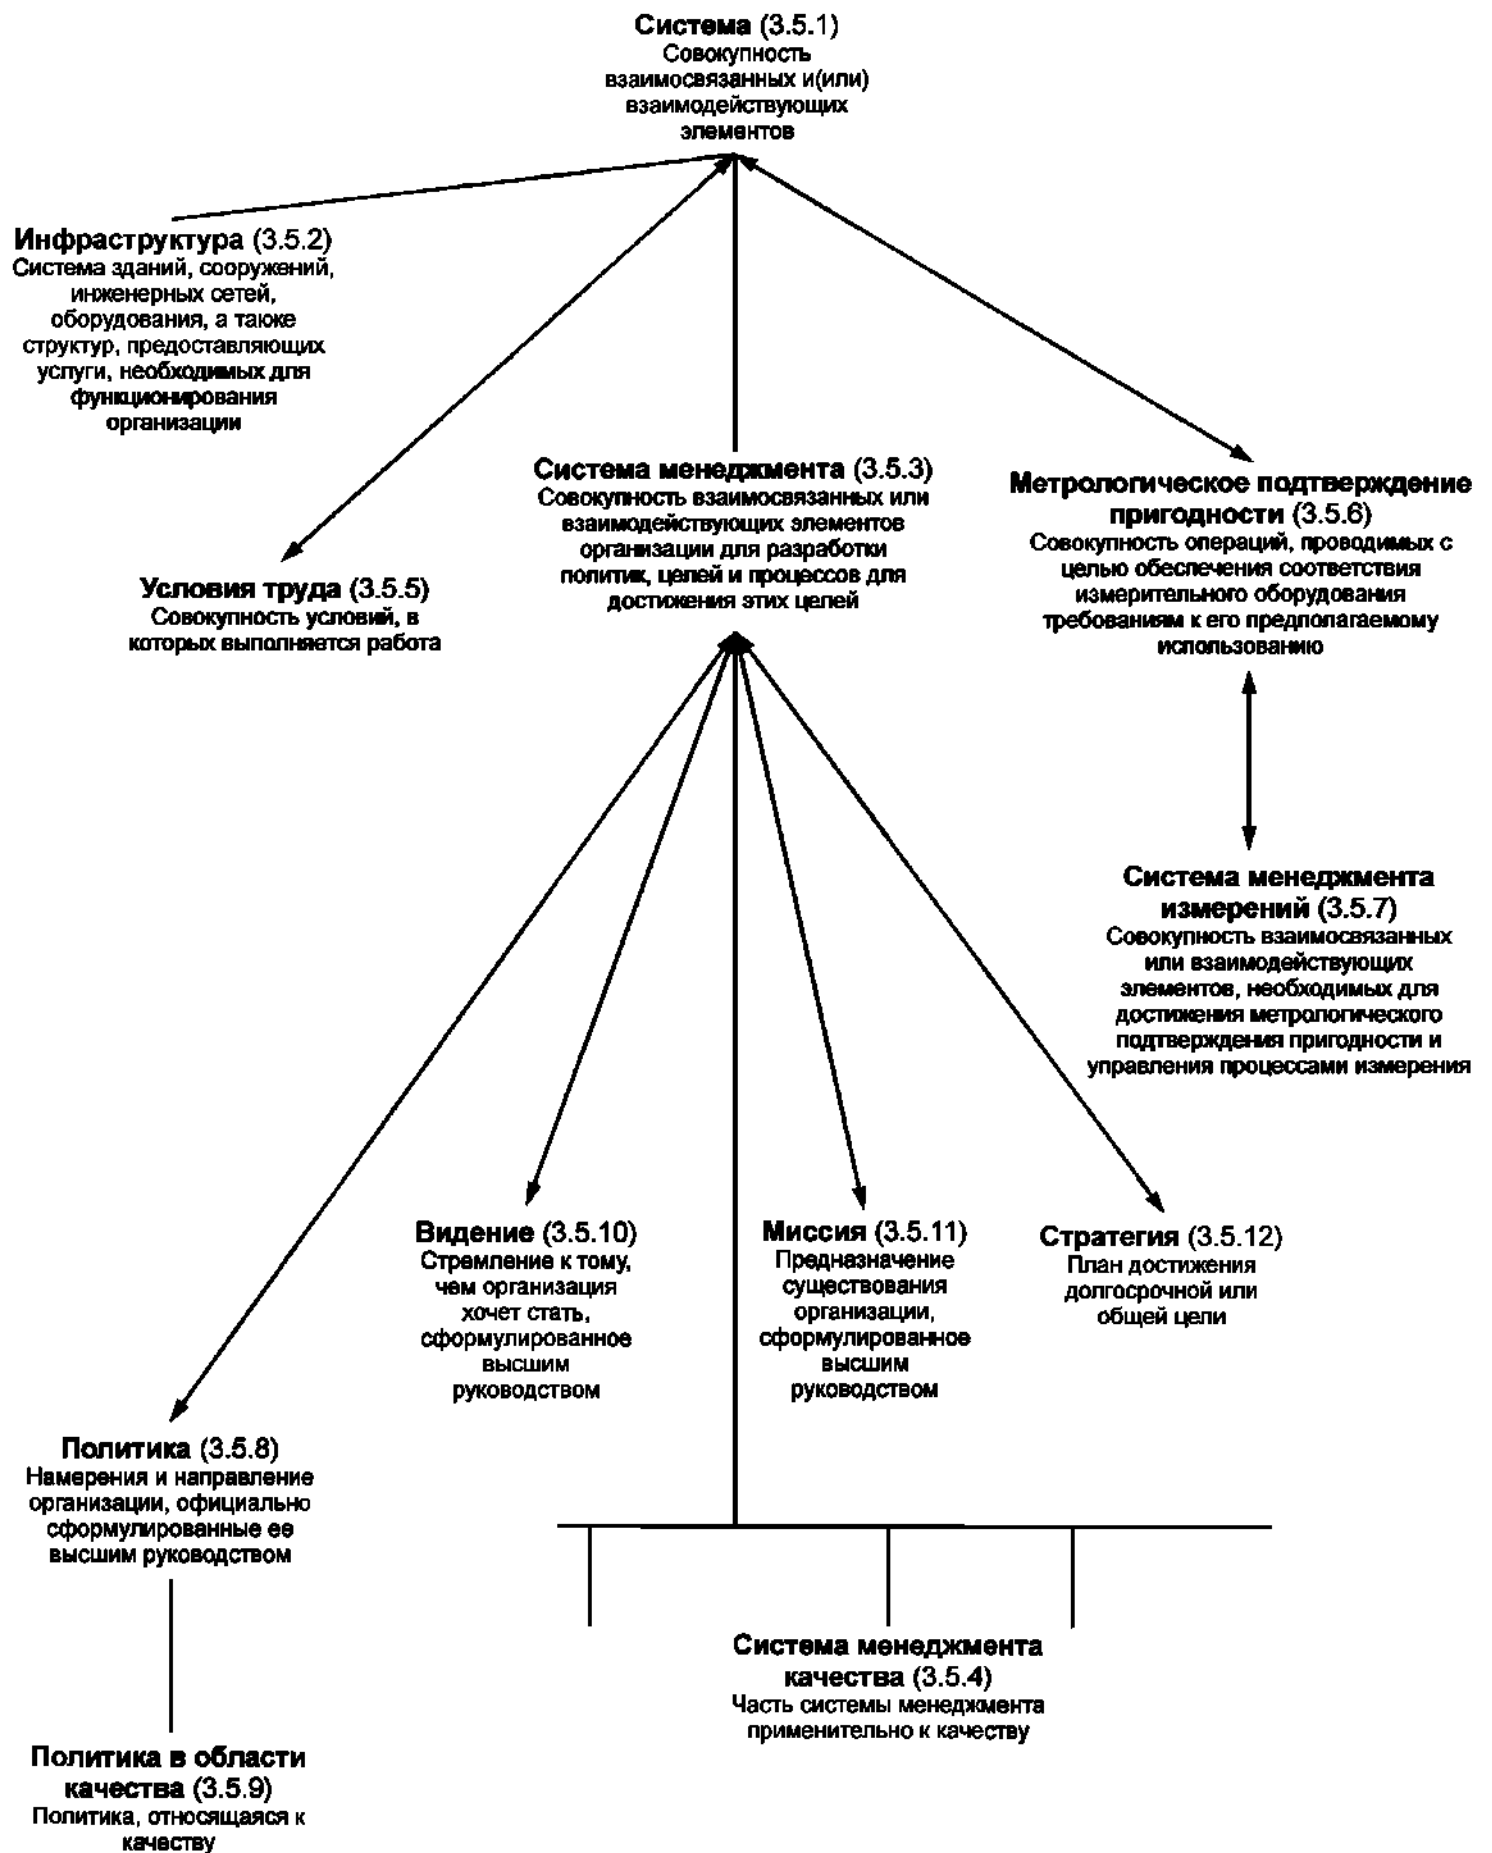 Система (3.5.1)
Совокупность
взаимосвязанных и(или)
взаимодействующих
элементов
Инфраструктура (3.5.2)
Система зданий, сооружений,
инженерных сетей,
оборудования, а также
структур, предоставляющих
услуги, необходимых для
функционирования
организации
Система менеджмента (3.5.3)
Совокупность взаимосвязанных или
взаимодействующих элементов
организации для разработки
политик, целей и процессов для
достижения этих целей
Метрологическое подтверждение
пригодности (3.5.6)
Совокупность операций, проводимых с
целью обеспечения соответствия
измерительного оборудования
требованиям к его предполагаемому
использованию
Условия труда (3.5.5)
Совокупность условий, в
которых выполняется работа
Система менеджмента
измерений (3.5.7)
Совокупность взаимосвязанных
или взаимодействующих
элементов, необходимых для
достижения метрологического
подтверждения пригодности и
управления процессами измерения
Видение (3.5.10)
Стремление к тому,
чем организация
хочет стать,
сформулированное
высшим
руководством
Миссия (3.5.11)
Предназначение
существования
организации,
сформулированное
высшим
руководством
Стратегия (3.5.12)
План достижения
долгосрочной или
общей цели
Политика (3.5.8)
Намерения и направление
организации, официально
сформулированные ее
высшим руководством
Система менеджмента
качества (3.5.4)
Часть системы менеджмента
применительно к качеству
Политика в области
качества (3.5.9)
Политика, относящаяся к
качеству